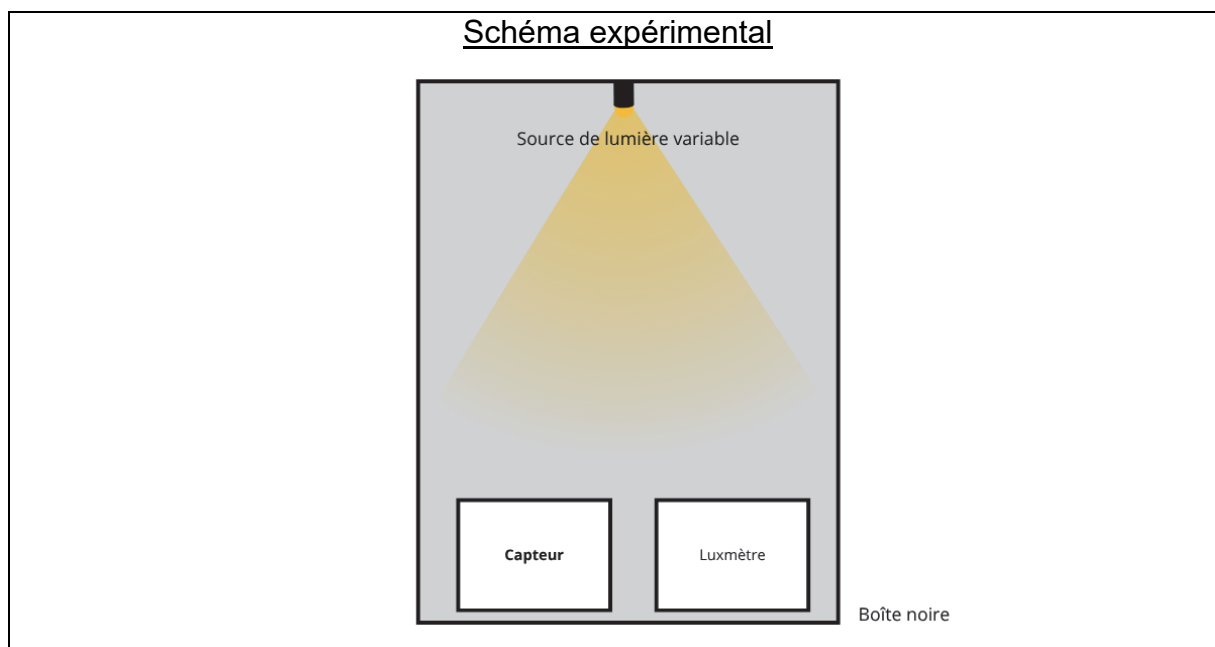 Schéma expérimental
Source de lumière variable
Capteur
Luxmètre
Boîte noire